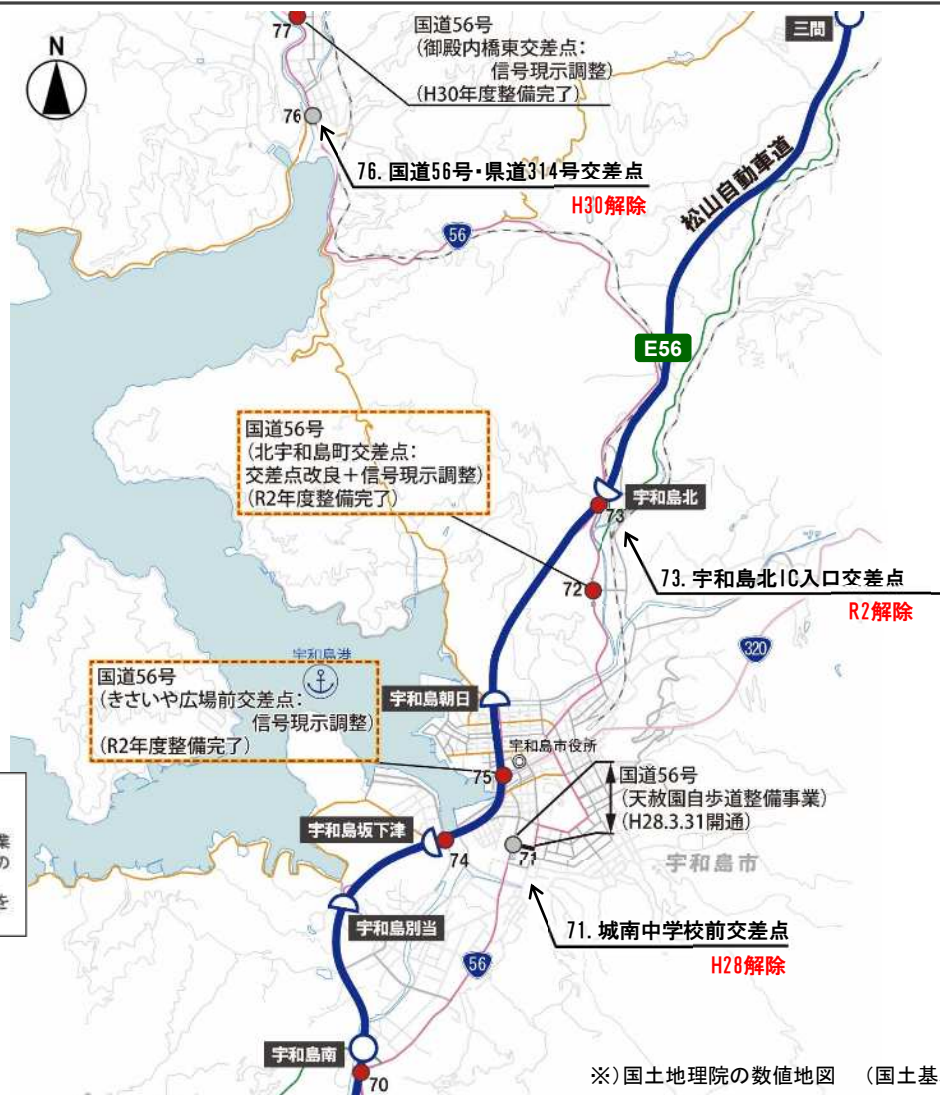 国道56号
(御殿内橋東交差点:
信号現示調整)
(H30年度整備完了)
77
N
三間
76
76. 国道56号・県道314号交差点
H30解除
松山自動車道
56
E56
国道56号
(北宇和島町交差点:
交差点改良+信号現示調整)
(R2年度整備完了)
宇和島北
73
73. 宇和島北IC入口交差点
R2解除
72
320
宇和島港
国道56号
(きさいや広場前交差点:
信号現示調整)
(R2年度整備完了)
宇和島朝日
宇和島市役所
75
国道56号
(天赦園自歩道整備事業)
(H28.3.31開通)
宇和島坂下津
74
71
宇和島市
業
の
を
宇和島別当
71. 城南中学校前交差点
H28解除
56
宇和島南
70
※)国土地理院の数値地図 (国土基